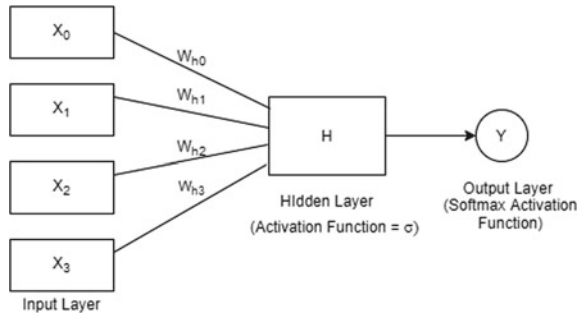 X₀
X₁
X₂
X₃
Input Layer
Wₕ₀
Wₕ₁
Wₕ₂
Wₕ₃
H
HIdden Layer
(Activation Function = σ)
Y
Output Layer
(Softmax Activation
Function)